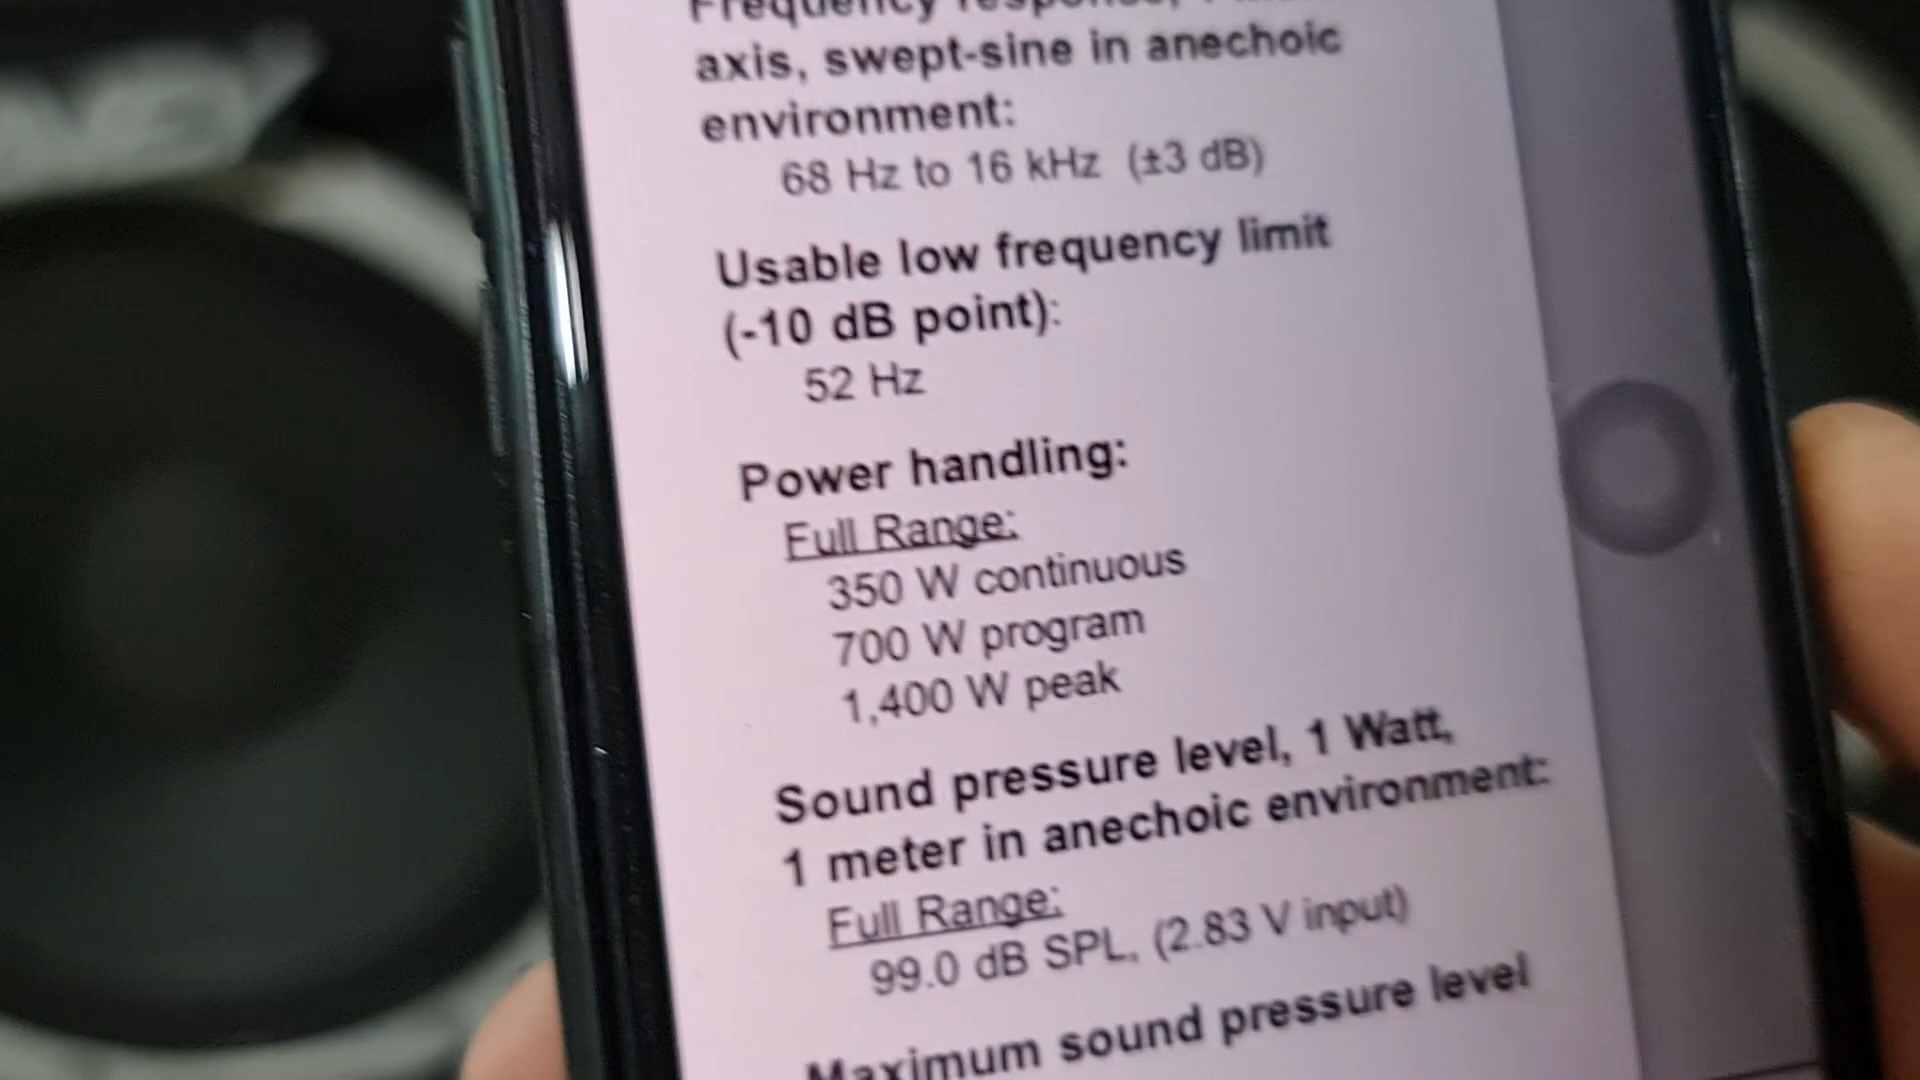 Frequency response,
axis, swept-sine in anechoic
environment:
68 Hz to 16 kHz (±3 dB)
Usable low frequency limit
(-10 dB point):
52 Hz
Power handling:
Full Range:
350 W continuous
700 W program
1,400 W peak
Sound pressure level, 1 Watt,
1 meter in anechoic environment:
Full Range:
99.0 dB SPL, (2.83 V input)
Maximum sound pressure level